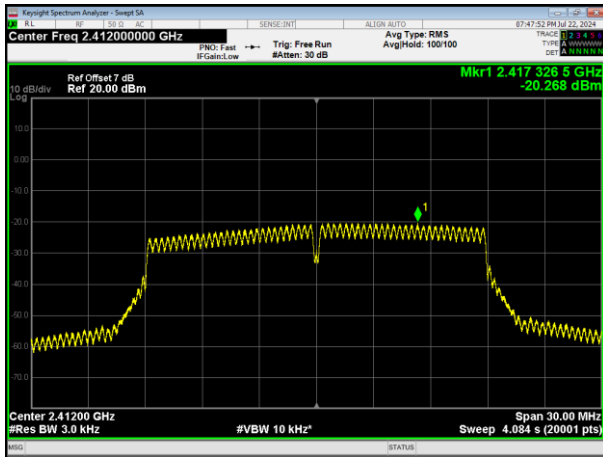 Keysight Spectrum Analyzer - Swept SA
RL RF 50 Ω AC SENSE:INT ALIGN AUTO 07:47:52 PM Jul 22, 2024
Center Freq 2.412000000 GHz
PNO: Fast
IFGain:Low
Trig: Free Run
#Atten: 30 dB
Avg Type: RMS
Avg|Hold: 100/100
TRACE 1 2 3 4 5 6
TYPE A WWWWW
DET A NNNNN
Ref Offset 7 dB
Ref 20.00 dBm
Mkr1 2.417 326 5 GHz
-20.268 dBm
10 dB/div
Log
10.0
0.00
-10.0
-20.0
-30.0
-40.0
-50.0
-60.0
-70.0
1
Center 2.41200 GHz
Span 30.00 MHz
#Res BW 3.0 kHz
#VBW 10 kHz*
Sweep 4.084 s (20001 pts)
MSG STATUS